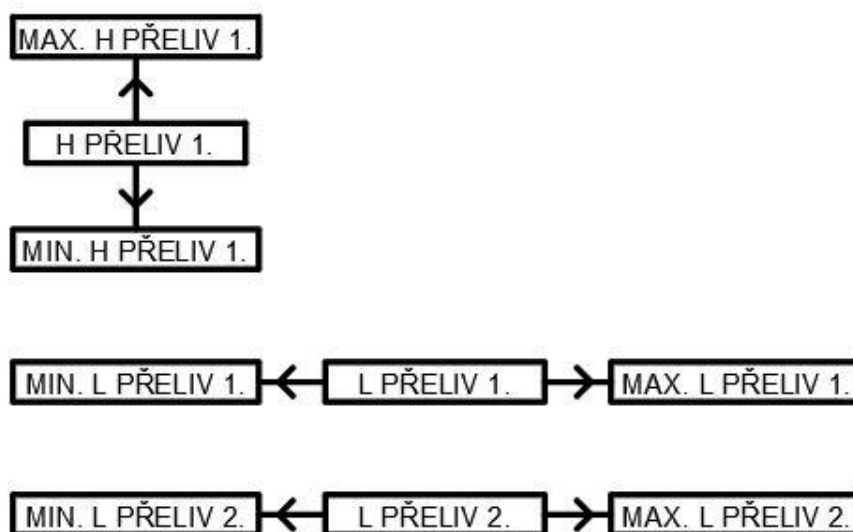 MAX. H PŘELIV 1.
H PŘELIV 1.
MIN. H PŘELIV 1.
MIN. L PŘELIV 1. L PŘELIV 1. MAX. L PŘELIV 1.
MIN. L PŘELIV 2. L PŘELIV 2. MAX. L PŘELIV 2.